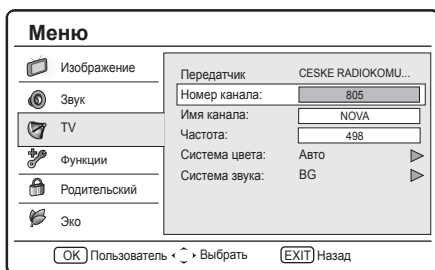 Меню
Изображение
Звук
TV
Функции
Родительский
Эко
Передатчик CESKE RADIOKOMU...
Номер канала: 805
Имя канала: NOVA
Частота: 498
Система цвета: Авто
Система звука: BG
OK Пользователь Выбрать EXIT Назад